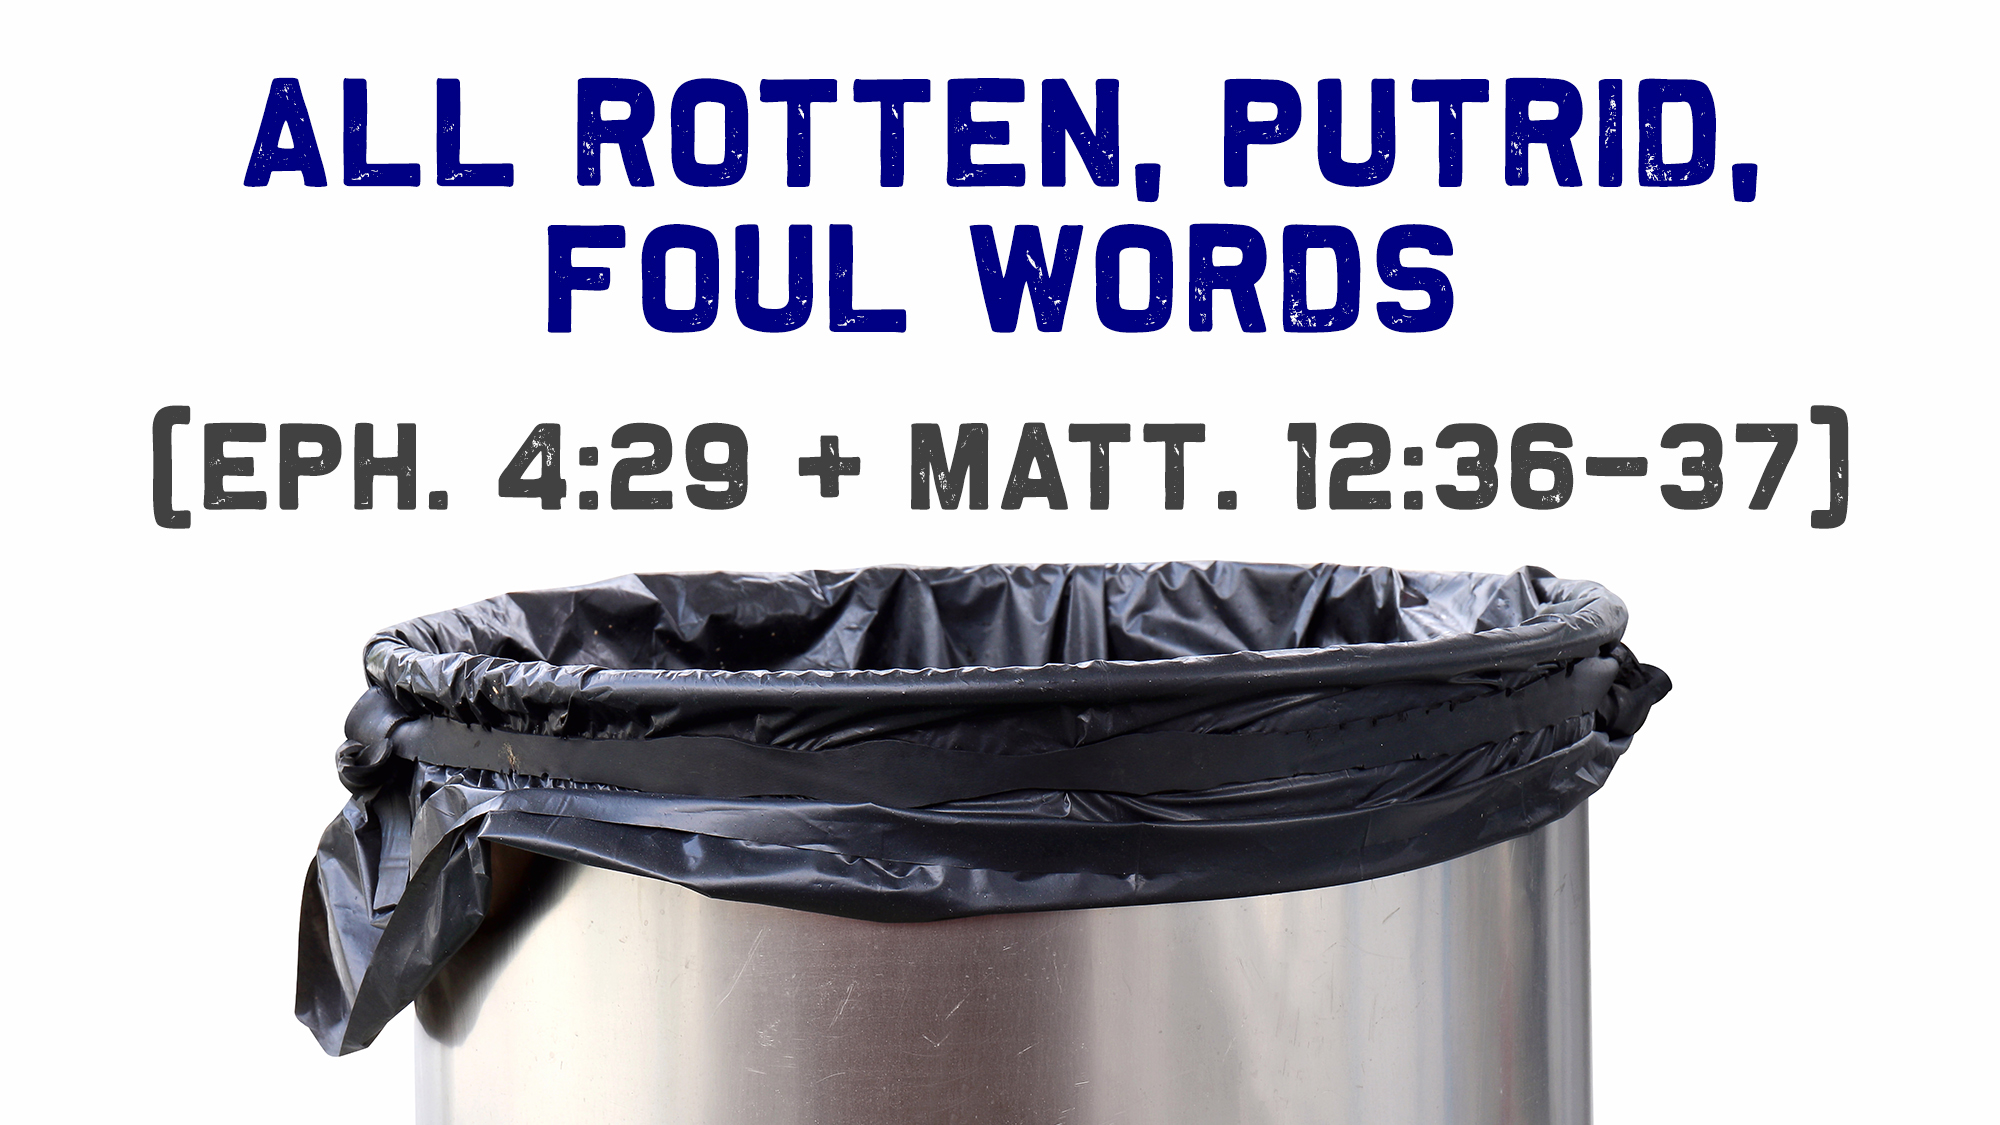 ALL ROTTEN, PUTRID,
FOUL WORDS
[EPH. 4:29 + MATT. 12:36–37]